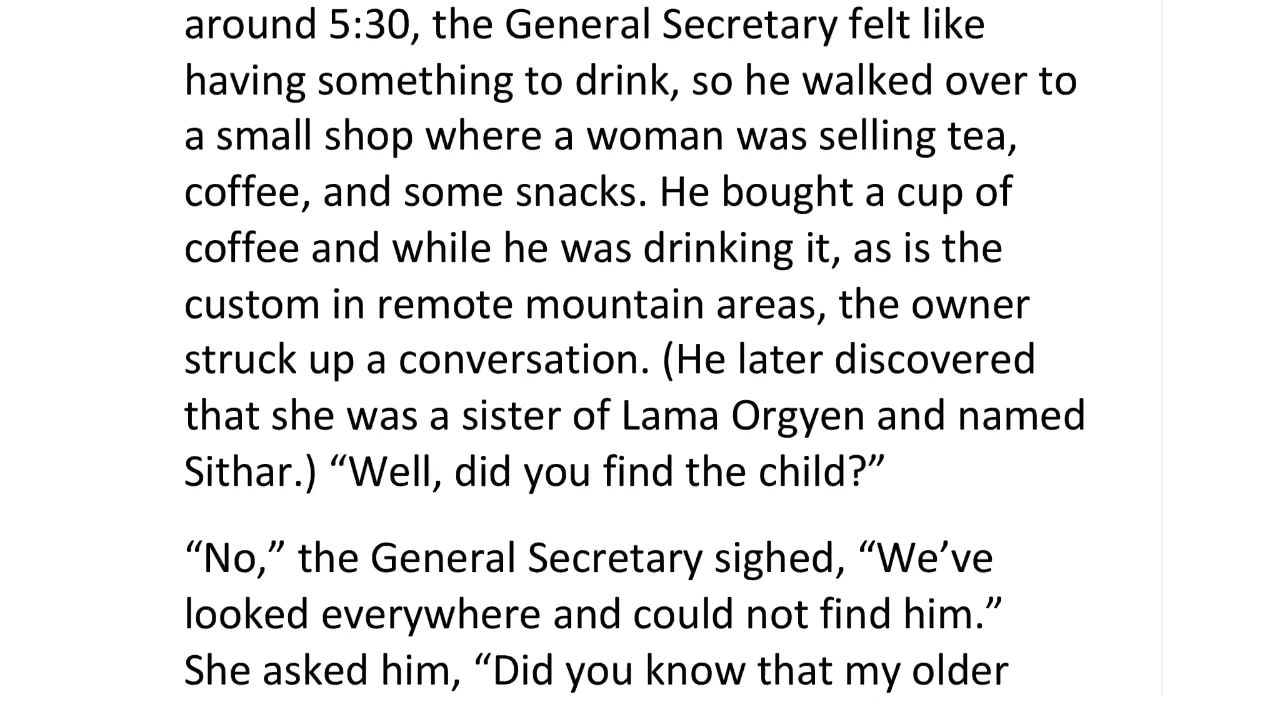 around 5:30, the General Secretary felt like
having something to drink, so he walked over to
a small shop where a woman was selling tea,
coffee, and some snacks. He bought a cup of
coffee and while he was drinking it, as is the
custom in remote mountain areas, the owner
struck up a conversation. (He later discovered
that she was a sister of Lama Orgyen and named
Sithar.) “Well, did you find the child?”
“No,” the General Secretary sighed, “We’ve
looked everywhere and could not find him.”
She asked him, “Did you know that my older